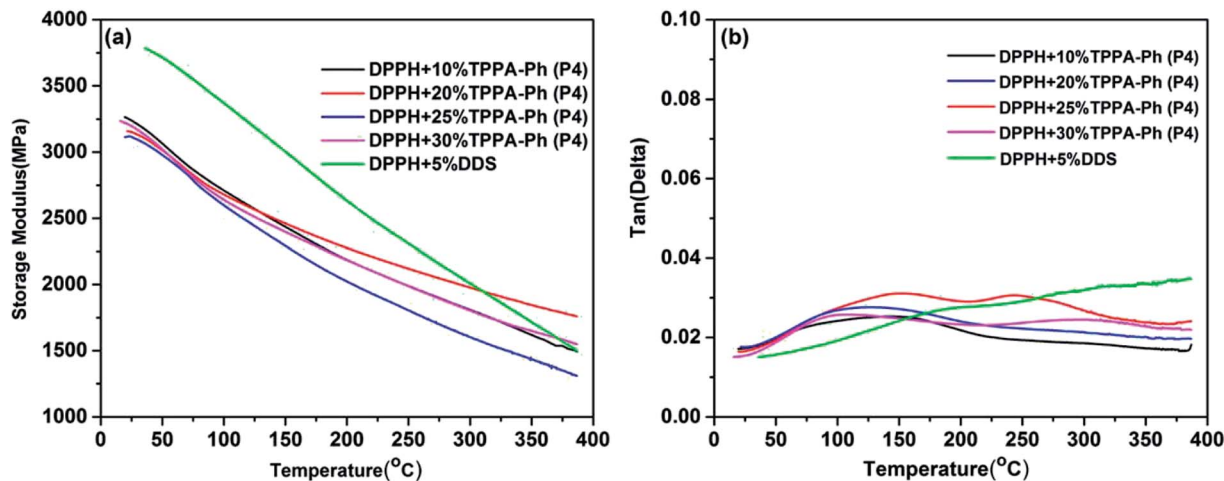 (a)
DPPH+10%TPPA-Ph (P4)
DPPH+20%TPPA-Ph (P4)
DPPH+25%TPPA-Ph (P4)
DPPH+30%TPPA-Ph (P4)
DPPH+5%DDS
Storage Modulus(MPa)
4000
3500
3000
2500
2000
1500
1000
0 50 100 150 200 250 300 350 400
Temperature(°C)
(b)
DPPH+10%TPPA-Ph (P4)
DPPH+20%TPPA-Ph (P4)
DPPH+25%TPPA-Ph (P4)
DPPH+30%TPPA-Ph (P4)
DPPH+5%DDS
Tan(Delta)
0.10
0.08
0.06
0.04
0.02
0.00
0 50 100 150 200 250 300 350 400
Temperature(°C)